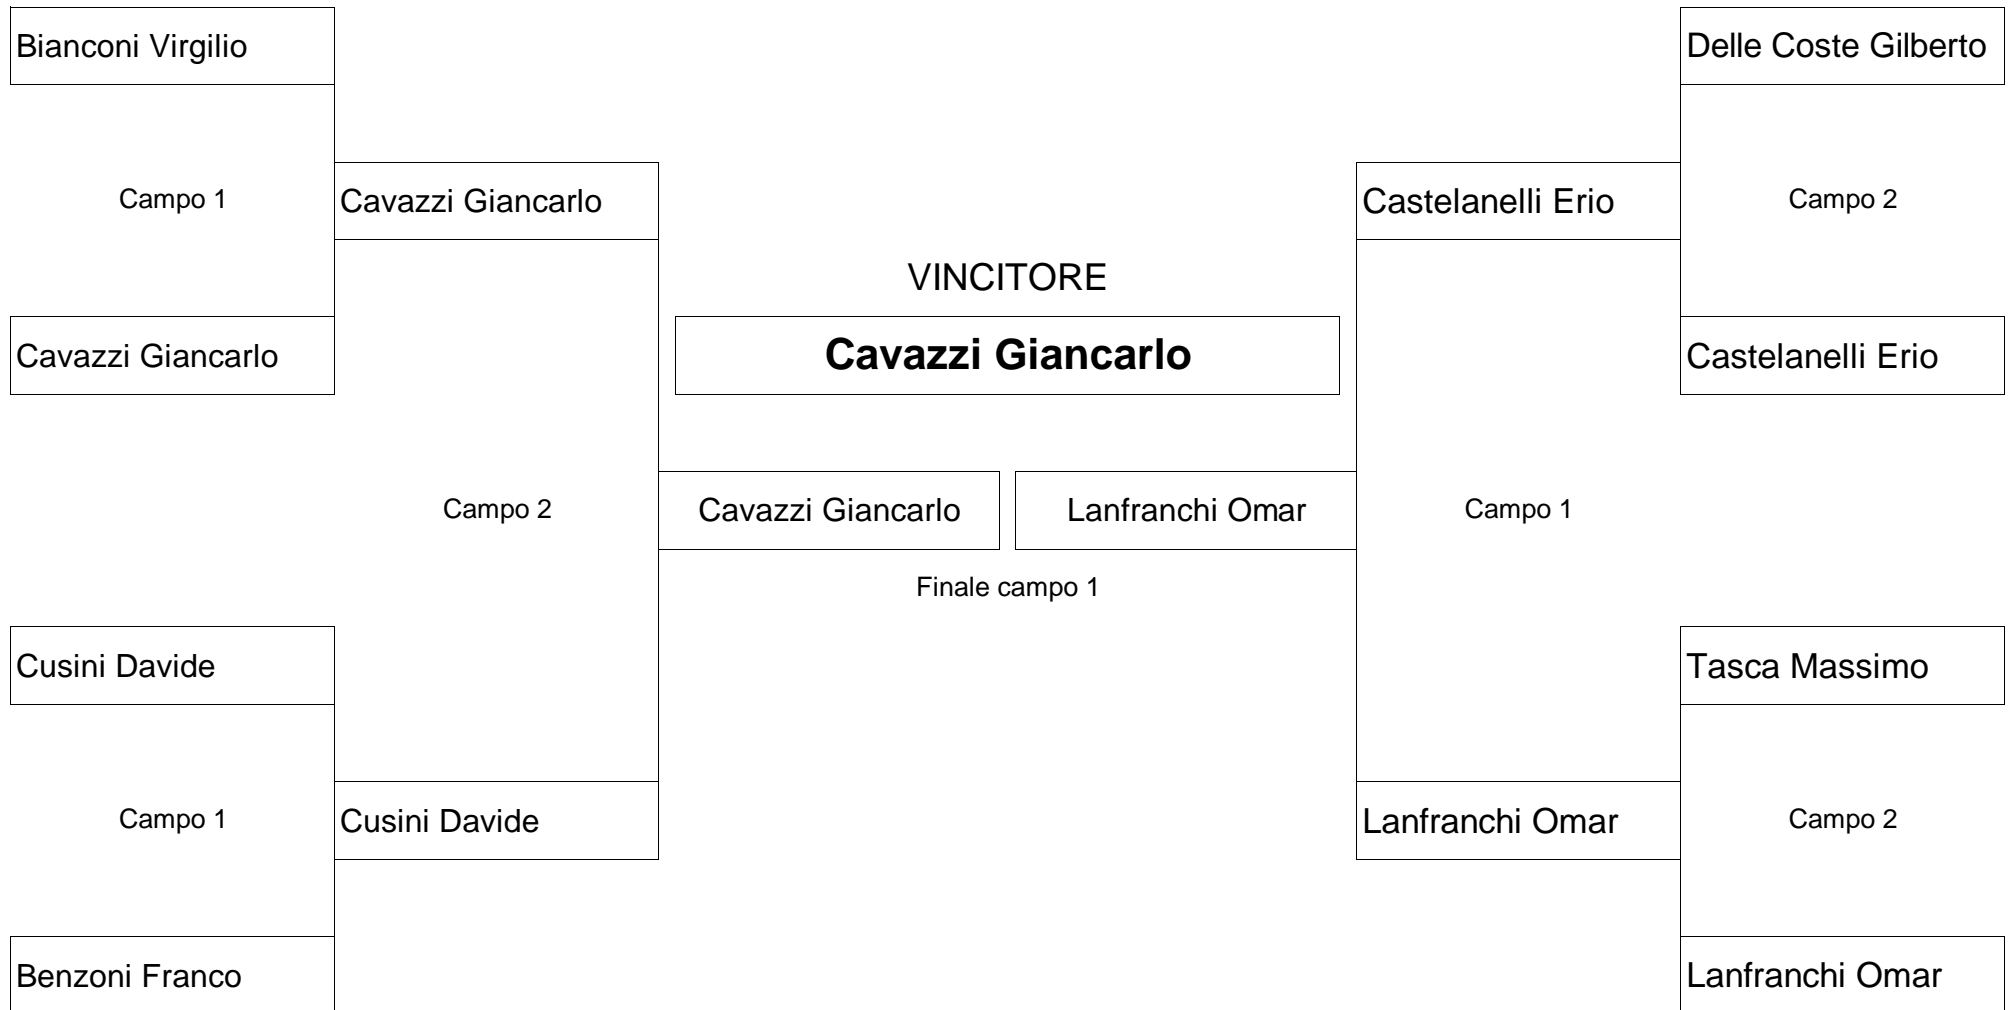 Bianconi Virgilio
Delle Coste Gilberto
Campo 1
Cavazzi Giancarlo
Castelanelli Erio
Campo 2
VINCITORE
Cavazzi Giancarlo
Cavazzi Giancarlo
Castelanelli Erio
Campo 2
Cavazzi Giancarlo
Lanfranchi Omar
Campo 1
Finale campo 1
Cusini Davide
Tasca Massimo
Campo 1
Cusini Davide
Lanfranchi Omar
Campo 2
Benzoni Franco
Lanfranchi Omar